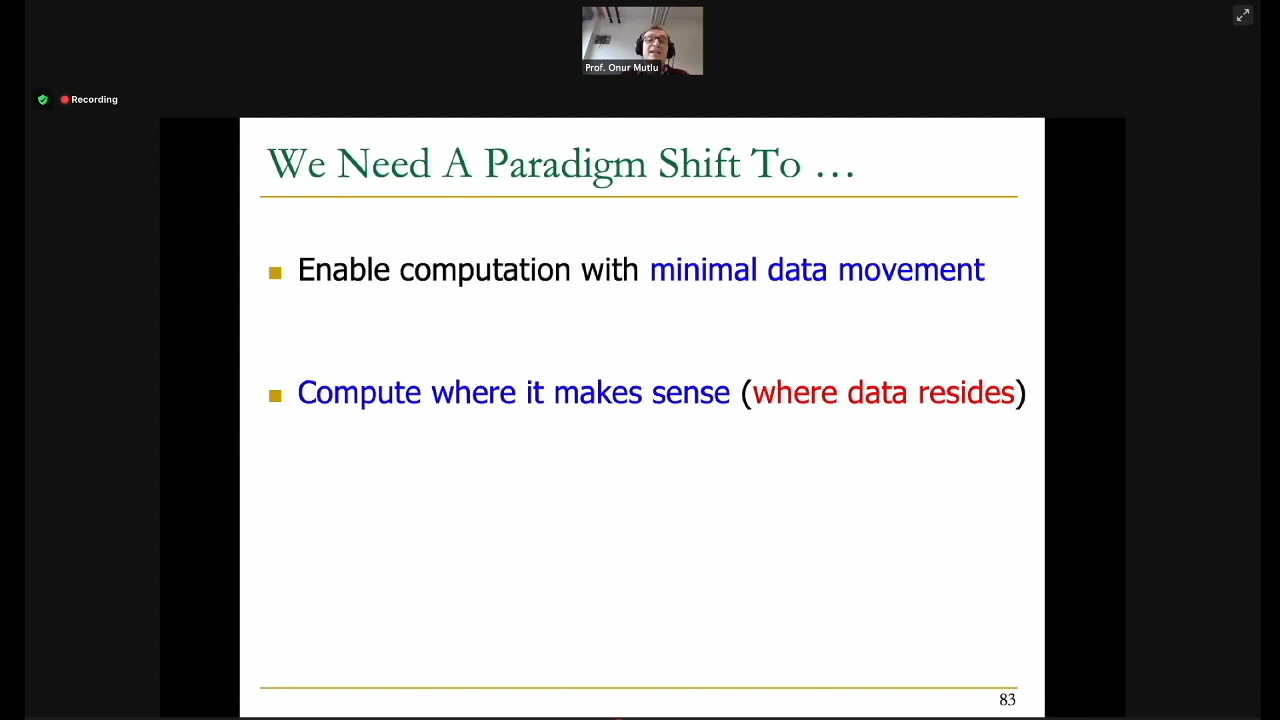 Prof. Onur Mutlu
Recording
We Need A Paradigm Shift To …
Enable computation with minimal data movement
Compute where it makes sense (where data resides)
83